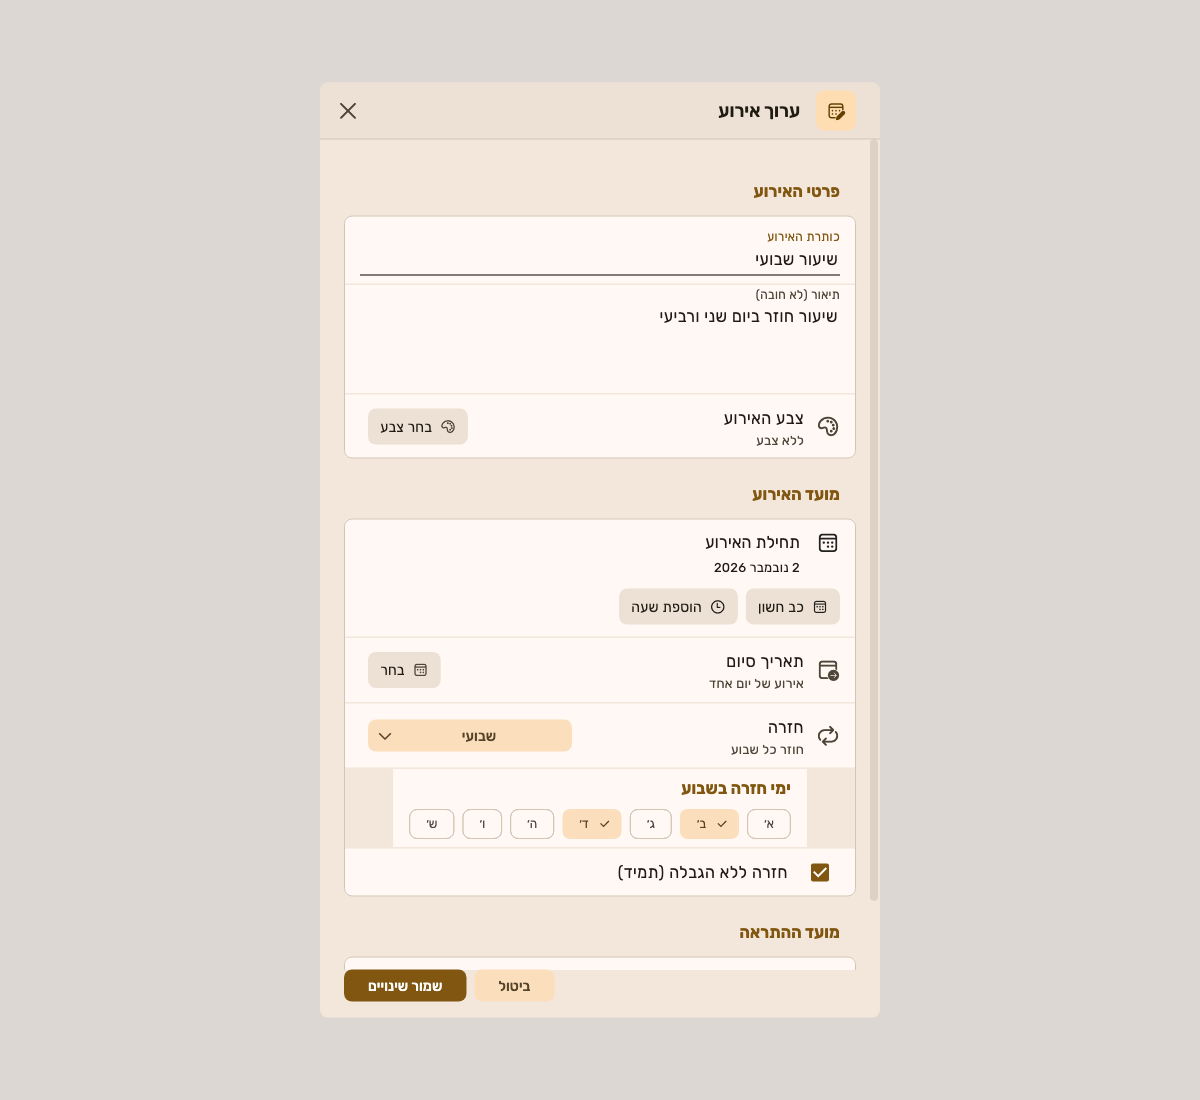 ערוך אירוע
פרטי האירוע
כותרת האירוע
שיעור שבועי
תיאור (לא חובה)
שיעור חוזר ביום שני ורביעי
צבע האירוע
ללא צבע
בחר צבע
מועד האירוע
תחילת האירוע
2 נובמבר 2026
כב חשון
הוספת שעה
תאריך סיום
אירוע של יום אחד
בחר
חזרה
חוזר כל שבוע
שבועי
ימי חזרה בשבוע
א׳ ב׳ ג׳ ד׳ ה׳ ו׳ ש׳
חזרה ללא הגבלה (תמיד)
מועד ההתראה
ביטול
שמור שינויים